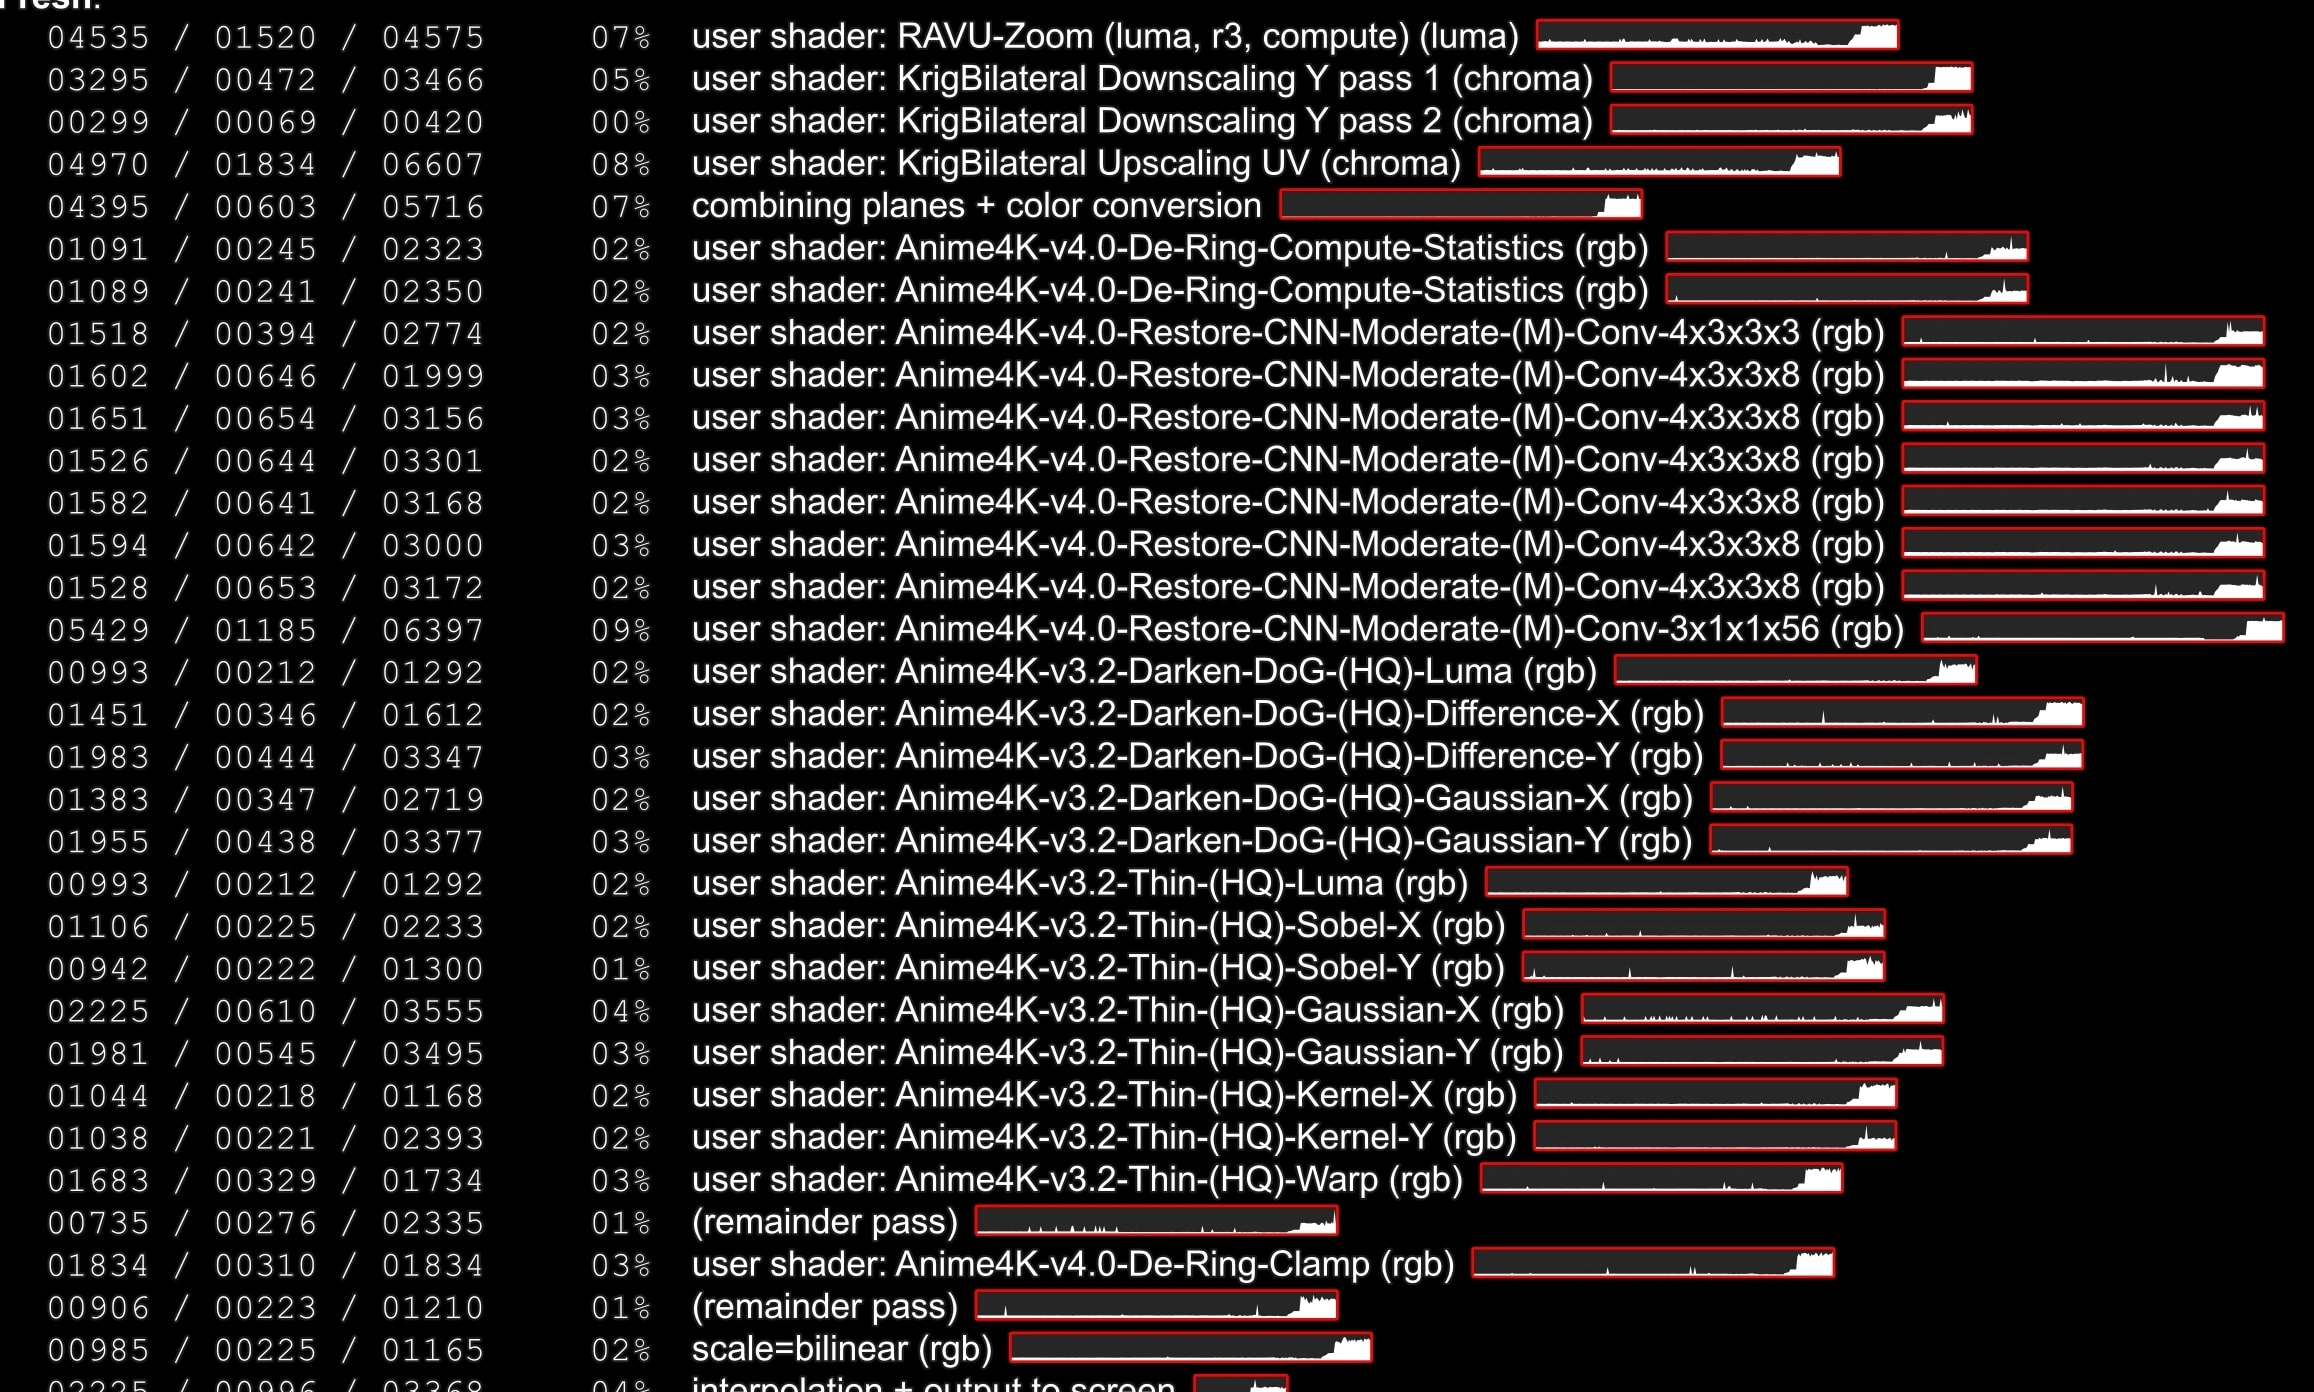 Fresh:
04535 / 01520 / 04575 07% user shader: RAVU-Zoom (luma, r3, compute) (luma)
03295 / 00472 / 03466 05% user shader: KrigBilateral Downscaling Y pass 1 (chroma)
00299 / 00069 / 00420 00% user shader: KrigBilateral Downscaling Y pass 2 (chroma)
04970 / 01834 / 06607 08% user shader: KrigBilateral Upscaling UV (chroma)
04395 / 00603 / 05716 07% combining planes + color conversion
01091 / 00245 / 02323 02% user shader: Anime4K-v4.0-De-Ring-Compute-Statistics (rgb)
01089 / 00241 / 02350 02% user shader: Anime4K-v4.0-De-Ring-Compute-Statistics (rgb)
01518 / 00394 / 02774 02% user shader: Anime4K-v4.0-Restore-CNN-Moderate-(M)-Conv-4x3x3x3 (rgb)
01602 / 00646 / 01999 03% user shader: Anime4K-v4.0-Restore-CNN-Moderate-(M)-Conv-4x3x3x8 (rgb)
01651 / 00654 / 03156 03% user shader: Anime4K-v4.0-Restore-CNN-Moderate-(M)-Conv-4x3x3x8 (rgb)
01526 / 00644 / 03301 02% user shader: Anime4K-v4.0-Restore-CNN-Moderate-(M)-Conv-4x3x3x8 (rgb)
01582 / 00641 / 03168 02% user shader: Anime4K-v4.0-Restore-CNN-Moderate-(M)-Conv-4x3x3x8 (rgb)
01594 / 00642 / 03000 03% user shader: Anime4K-v4.0-Restore-CNN-Moderate-(M)-Conv-4x3x3x8 (rgb)
01528 / 00653 / 03172 02% user shader: Anime4K-v4.0-Restore-CNN-Moderate-(M)-Conv-4x3x3x8 (rgb)
05429 / 01185 / 06397 09% user shader: Anime4K-v4.0-Restore-CNN-Moderate-(M)-Conv-3x1x1x56 (rgb)
00993 / 00212 / 01292 02% user shader: Anime4K-v3.2-Darken-DoG-(HQ)-Luma (rgb)
01451 / 00346 / 01612 02% user shader: Anime4K-v3.2-Darken-DoG-(HQ)-Difference-X (rgb)
01983 / 00444 / 03347 03% user shader: Anime4K-v3.2-Darken-DoG-(HQ)-Difference-Y (rgb)
01383 / 00347 / 02719 02% user shader: Anime4K-v3.2-Darken-DoG-(HQ)-Gaussian-X (rgb)
01955 / 00438 / 03377 03% user shader: Anime4K-v3.2-Darken-DoG-(HQ)-Gaussian-Y (rgb)
00993 / 00212 / 01292 02% user shader: Anime4K-v3.2-Thin-(HQ)-Luma (rgb)
01106 / 00225 / 02233 02% user shader: Anime4K-v3.2-Thin-(HQ)-Sobel-X (rgb)
00942 / 00222 / 01300 01% user shader: Anime4K-v3.2-Thin-(HQ)-Sobel-Y (rgb)
02225 / 00610 / 03555 04% user shader: Anime4K-v3.2-Thin-(HQ)-Gaussian-X (rgb)
01981 / 00545 / 03495 03% user shader: Anime4K-v3.2-Thin-(HQ)-Gaussian-Y (rgb)
01044 / 00218 / 01168 02% user shader: Anime4K-v3.2-Thin-(HQ)-Kernel-X (rgb)
01038 / 00221 / 02393 02% user shader: Anime4K-v3.2-Thin-(HQ)-Kernel-Y (rgb)
01683 / 00329 / 01734 03% user shader: Anime4K-v3.2-Thin-(HQ)-Warp (rgb)
00735 / 00276 / 02335 01% (remainder pass)
01834 / 00310 / 01834 03% user shader: Anime4K-v4.0-De-Ring-Clamp (rgb)
00906 / 00223 / 01210 01% (remainder pass)
00985 / 00225 / 01165 02% scale=bilinear (rgb)
02225 / 00996 / 03368 04% interpolation + output to screen